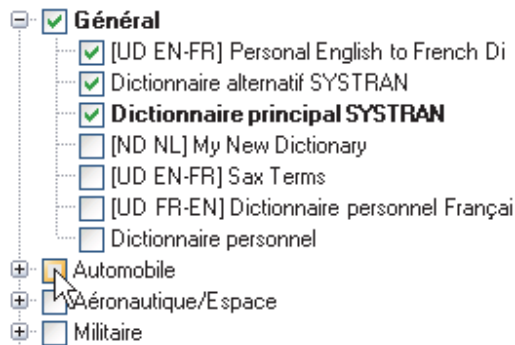 Général
[UD EN-FR] Personal English to French Di
Dictionnaire alternatif SYSTRAN
Dictionnaire principal SYSTRAN
[ND NL] My New Dictionary
[UD EN-FR] Sax Terms
[UD FR-EN] Dictionnaire personnel Françai
Dictionnaire personnel
Automobile
Aéronautique/Espace
Militaire